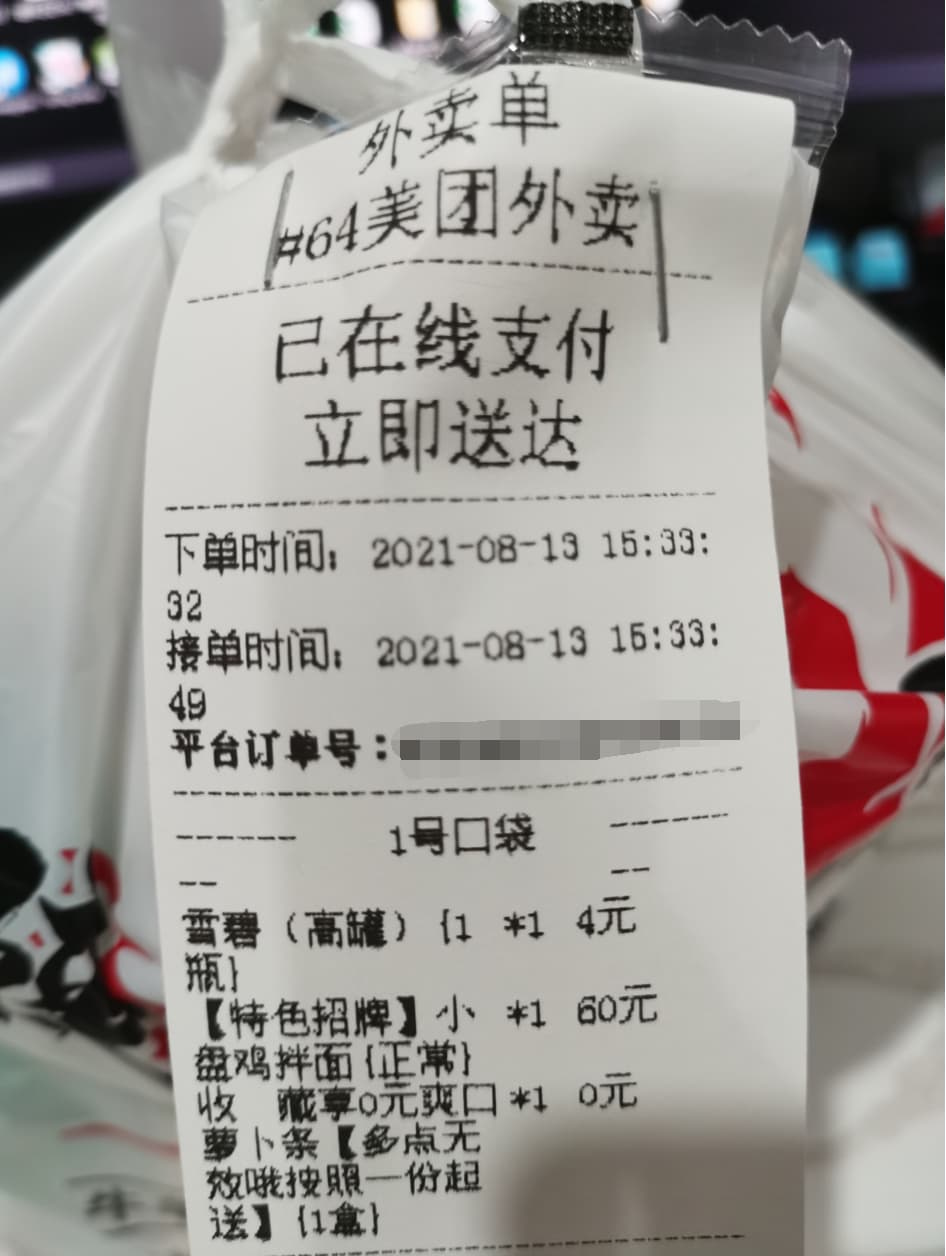 外卖单
#64美团外卖
已在线支付
立即送达
下单时间: 2021-08-13 15:33:
32
接单时间: 2021-08-13 15:33:
49
平台订单号:
1号口袋
雪碧（高罐）{1 *1 4元
瓶}
【特色招牌】小 *1 60元
盘鸡拌面{正常}
收 藏享0元爽口 *1 0元
萝卜条【多点无
效哦按照一份起
送】{1盒}